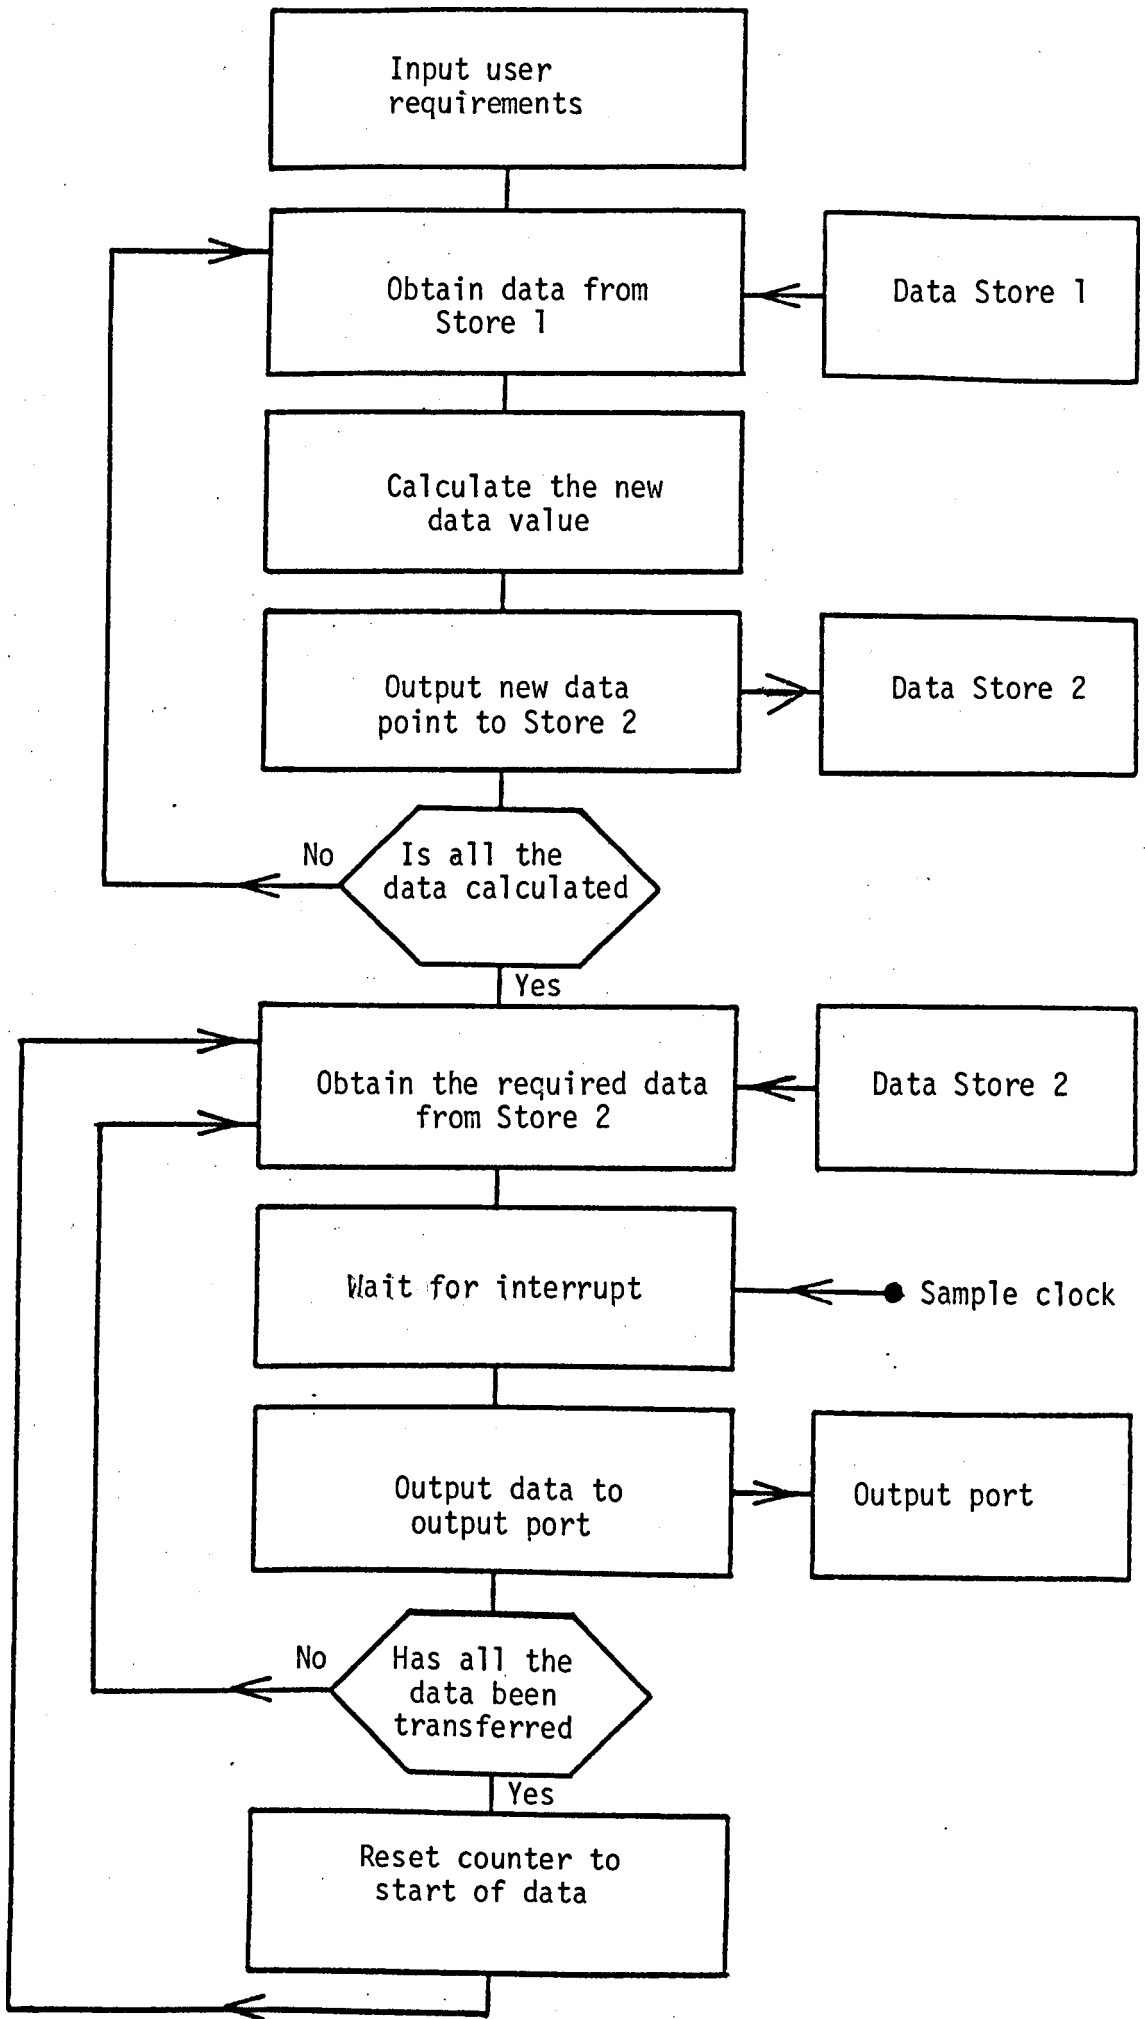 Input user
requirements
Obtain data from
Store 1
Data Store 1
Calculate the new
data value
Output new data
point to Store 2
Data Store 2
No
Is all the
data calculated
Yes
Obtain the required data
from Store 2
Data Store 2
Wait for interrupt
Sample clock
Output data to
output port
Output port
No
Has all the
data been
transferred
Yes
Reset counter to
start of data